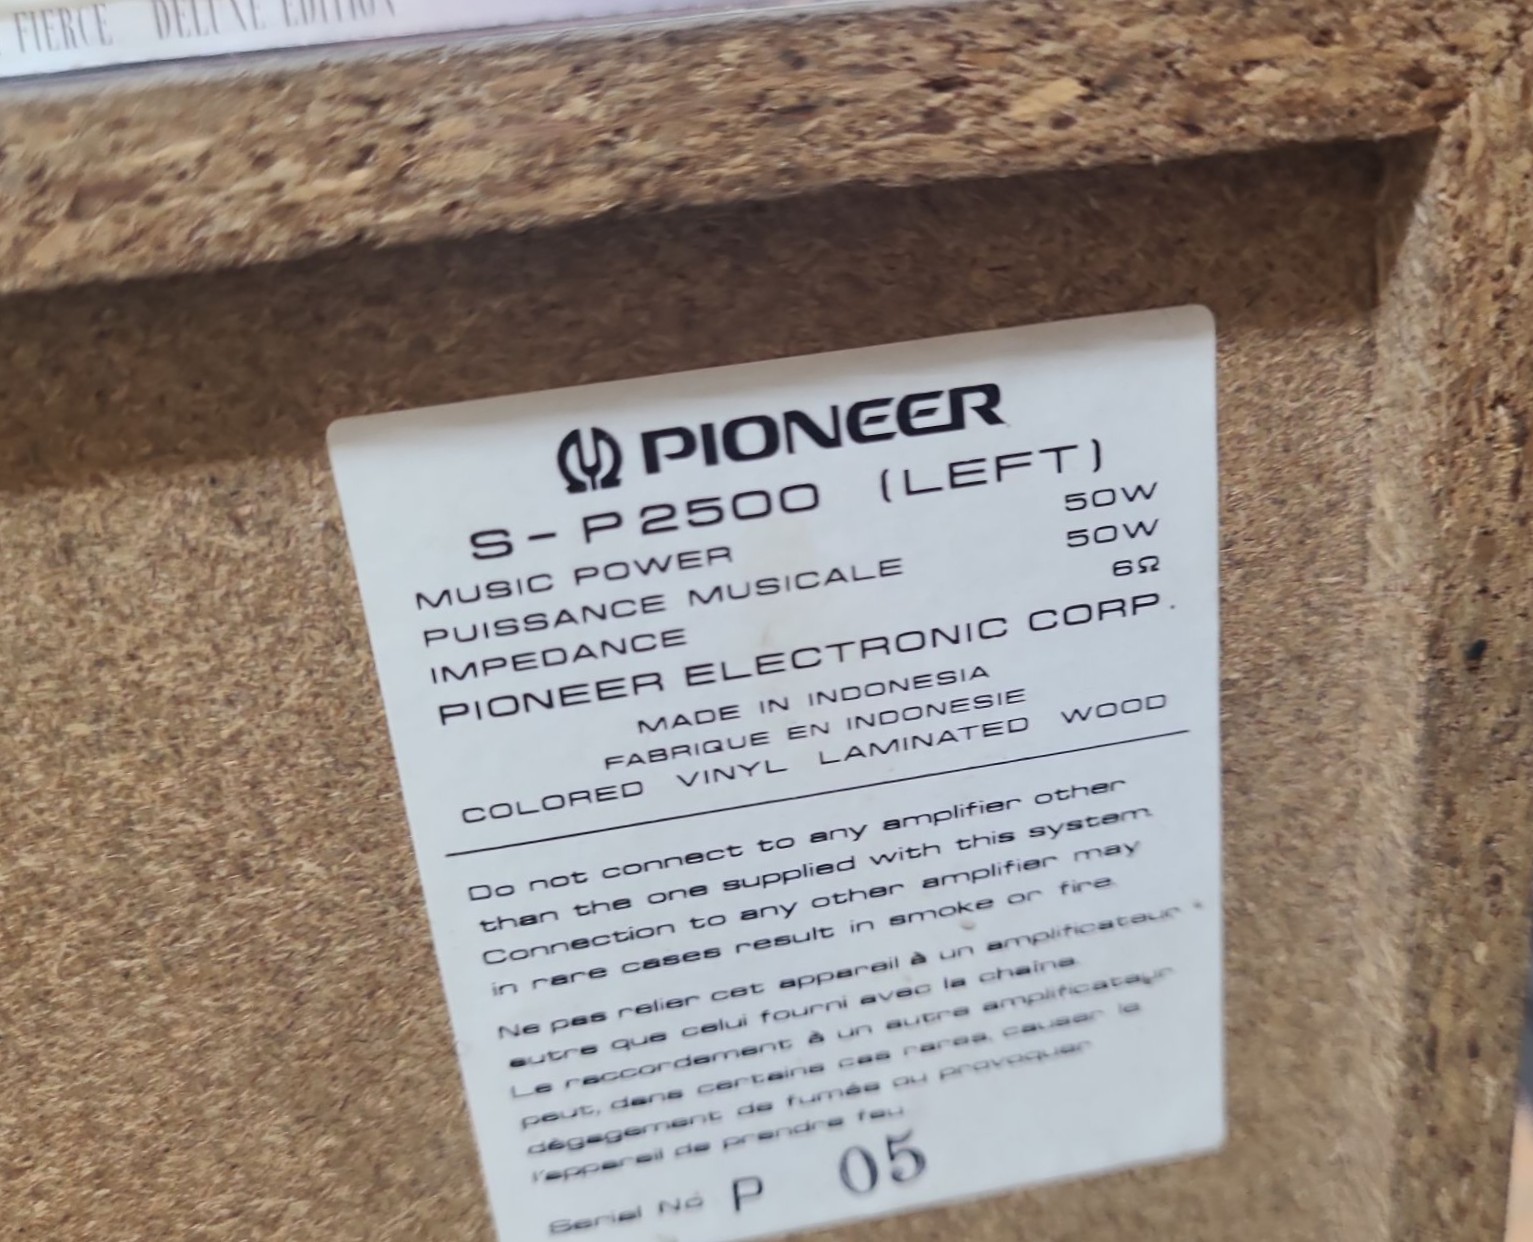 FIERCE DELUXE EDITION
PIONEER
S-P2500 (LEFT)
MUSIC POWER 50W
PUISSANCE MUSICALE 50W
IMPEDANCE 6Ω
PIONEER ELECTRONIC CORP.
MADE IN INDONESIA
FABRIQUE EN INDONESIE
COLORED VINYL LAMINATED WOOD
Do not connect to any amplifier other
than the one supplied with this system.
Connection to any other amplifier may
in rare cases result in smoke or fire.
Ne pas relier cet appareil à un amplificateur
autre que celui fourni avec la chaîne.
Le raccordement à un autre amplificateur
peut, dans certains cas rares, causer le
dégagement de fumée ou provoquer
l'appareil de prendre feu.
Serial No P 05